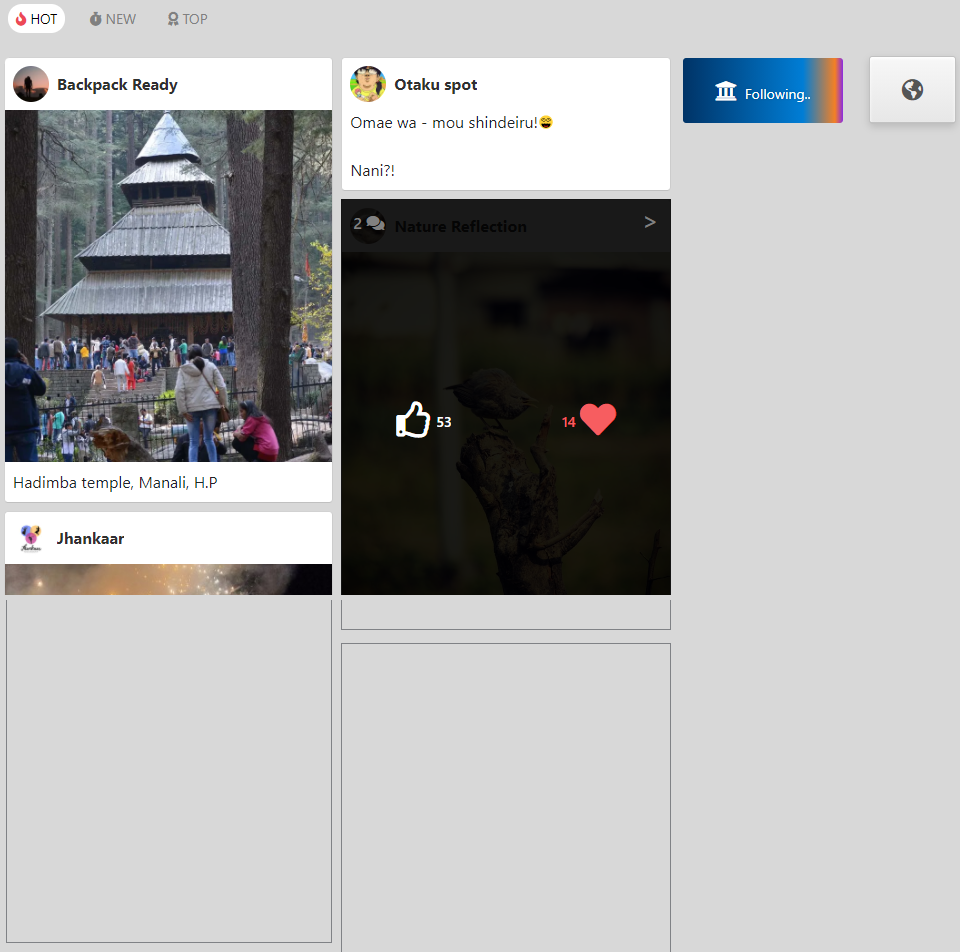 HOT
NEW
TOP
Backpack Ready
Hadimba temple, Manali, H.P
Jhankaar
Otaku spot
Omae wa - mou shindeiru!😄
Nani?!
2
Nature Reflection
>
53
14
Following..